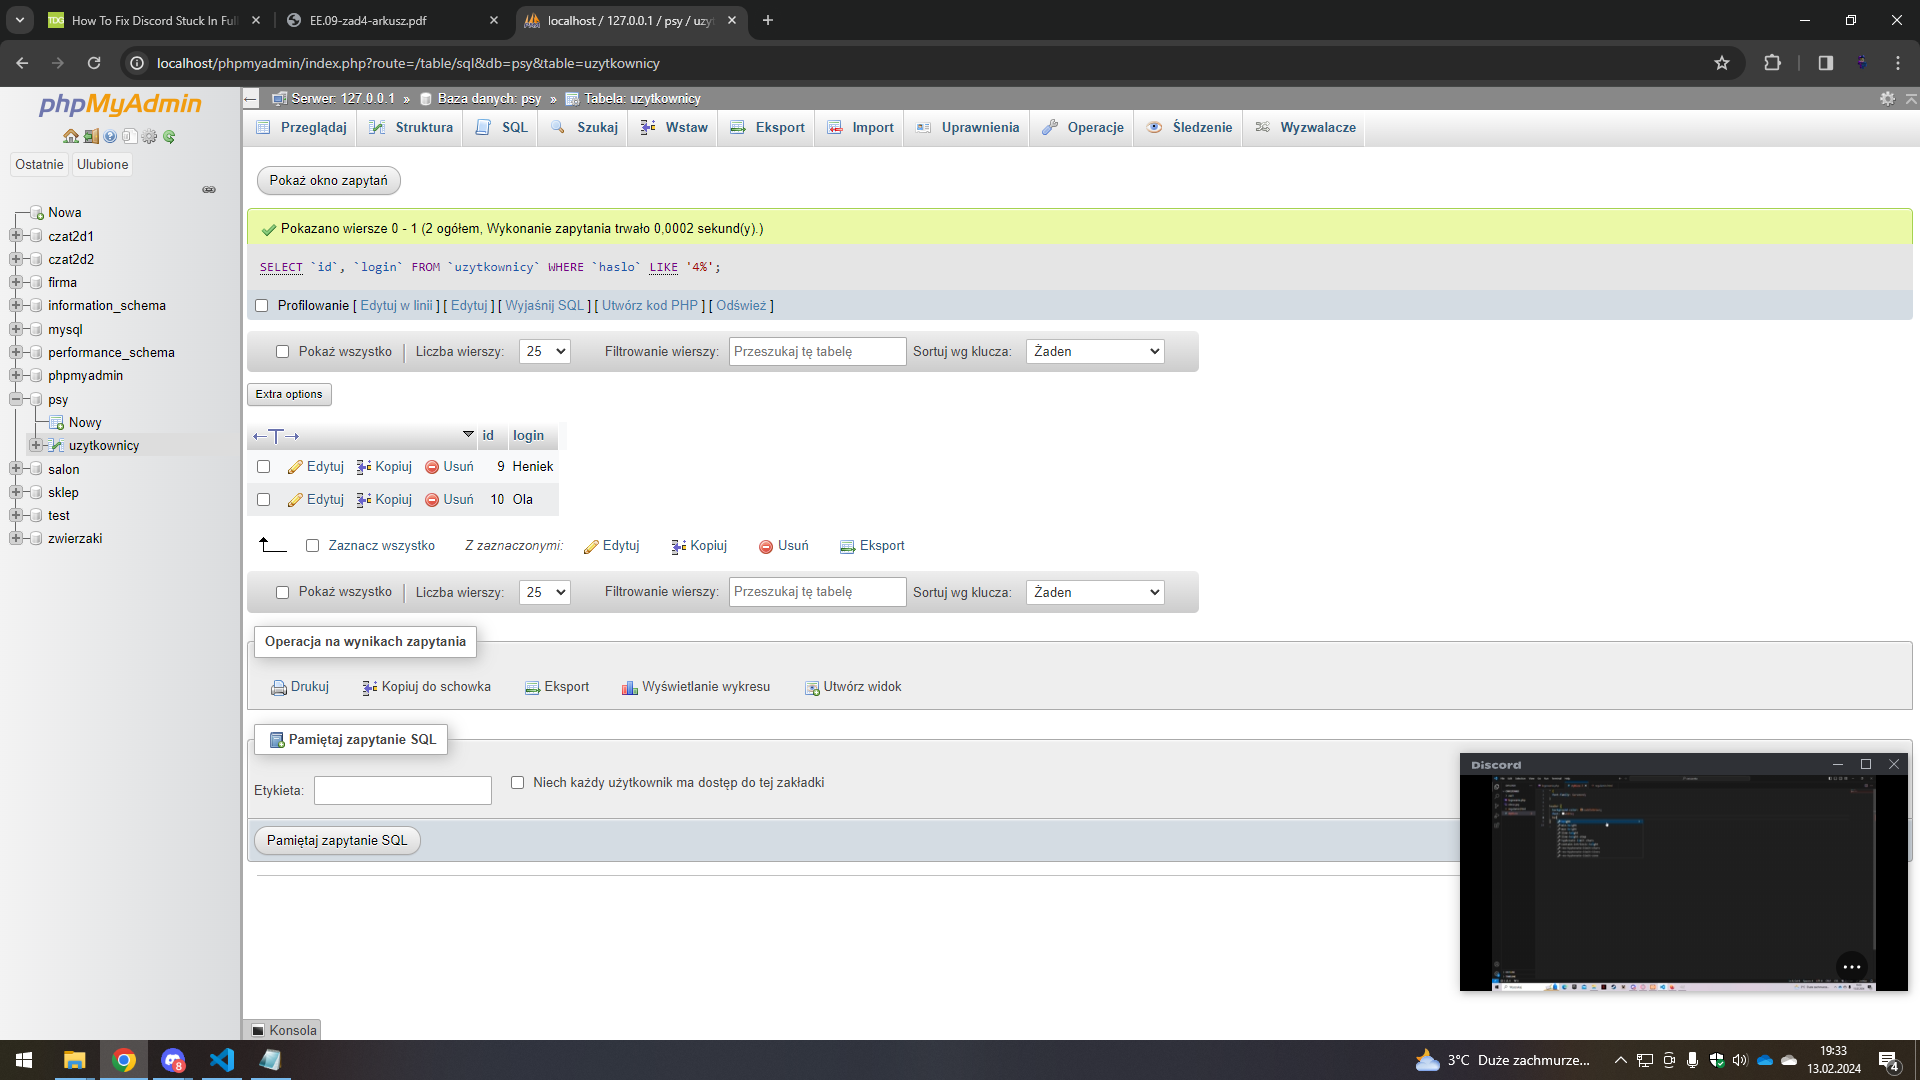 How To Fix Discord Stuck In Full
EE.09-zad4-arkusz.pdf
localhost / 127.0.0.1 / psy / uzyt
localhost/phpmyadmin/index.php?route=/table/sql&db=psy&table=uzytkownicy
phpMyAdmin
Ostatnie Ulubione
Nowa
czat2d1
czat2d2
firma
information_schema
mysql
performance_schema
phpmyadmin
psy
Nowy
uzytkownicy
salon
sklep
test
zwierzaki
Serwer: 127.0.0.1 » Baza danych: psy » Tabela: uzytkownicy
Przeglądaj Struktura SQL Szukaj Wstaw Eksport Import Uprawnienia Operacje Śledzenie Wyzwalacze
Pokaż okno zapytań
Pokazano wiersze 0 - 1 (2 ogółem, Wykonanie zapytania trwało 0,0002 sekund(y).)
SELECT `id`, `login` FROM `uzytkownicy` WHERE `haslo` LIKE '4%';
Profilowanie [ Edytuj w linii ] [ Edytuj ] [ Wyjaśnij SQL ] [ Utwórz kod PHP ] [ Odśwież ]
Pokaż wszystko Liczba wierszy: 25 Filtrowanie wierszy: Przeszukaj tę tabelę Sortuj wg klucza: Żaden
Extra options
id login
Edytuj Kopiuj Usuń 9 Heniek
Edytuj Kopiuj Usuń 10 Ola
Zaznacz wszystko Z zaznaczonymi: Edytuj Kopiuj Usuń Eksport
Pokaż wszystko Liczba wierszy: 25 Filtrowanie wierszy: Przeszukaj tę tabelę Sortuj wg klucza: Żaden
Operacja na wynikach zapytania
Drukuj Kopiuj do schowka Eksport Wyświetlanie wykresu Utwórz widok
Pamiętaj zapytanie SQL
Etykieta: Niech każdy użytkownik ma dostęp do tej zakładki
Pamiętaj zapytanie SQL
Discord
Konsola
8
3°C Duże zachmurze...
19:33
13.02.2024
4